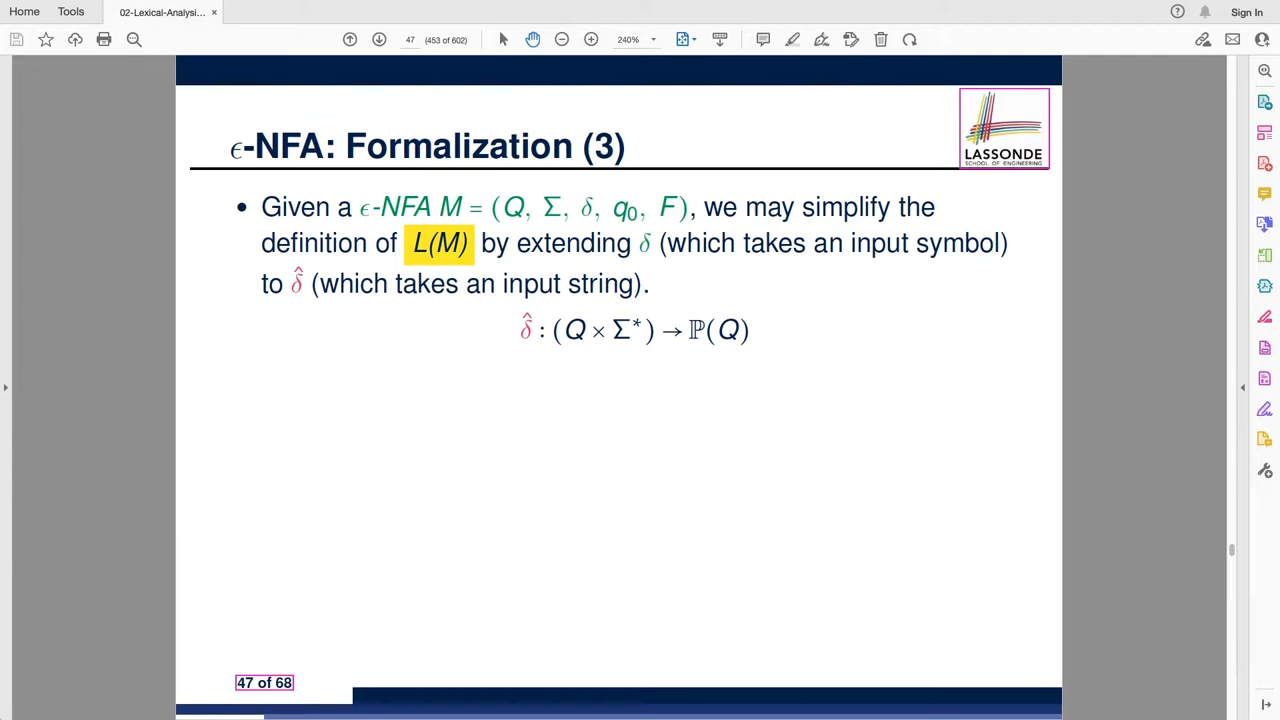 Home Tools 02-Lexical-Analysi... × Sign In
47 (453 of 602) 240%
LASSONDE
SCHOOL OF ENGINEERING
ϵ-NFA: Formalization (3)
• Given a ϵ-NFA M = (Q, Σ, δ, q₀, F), we may simplify the
definition of L(M) by extending δ (which takes an input symbol)
to δ̂ (which takes an input string).
δ̂ : (Q × Σ*) → ℙ(Q)
47 of 68